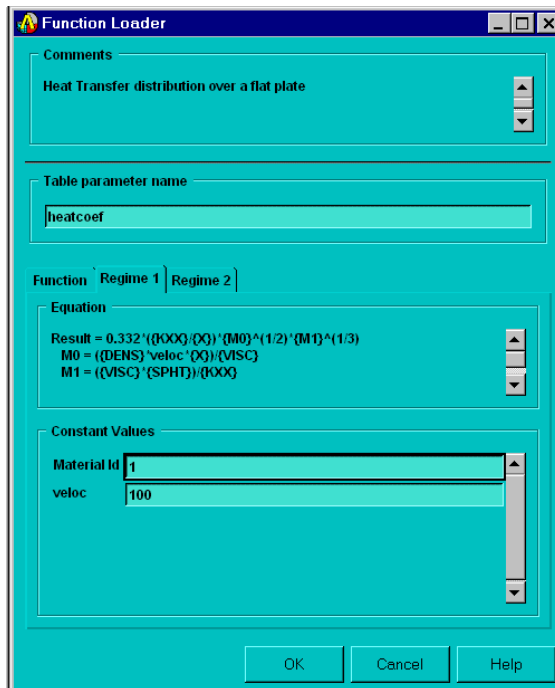 Function Loader
Comments
Heat Transfer distribution over a flat plate
Table parameter name
heatcoef
Function Regime 1 Regime 2
Equation
Result = 0.332*({KXX}/{X})*{M0}^(1/2)*{M1}^(1/3)
M0 = ({DENS}*veloc*{X})/{VISC}
M1 = ({VISC}*{SPHT})/{KXX}
Constant Values
Material Id 1
veloc 100
OK Cancel Help